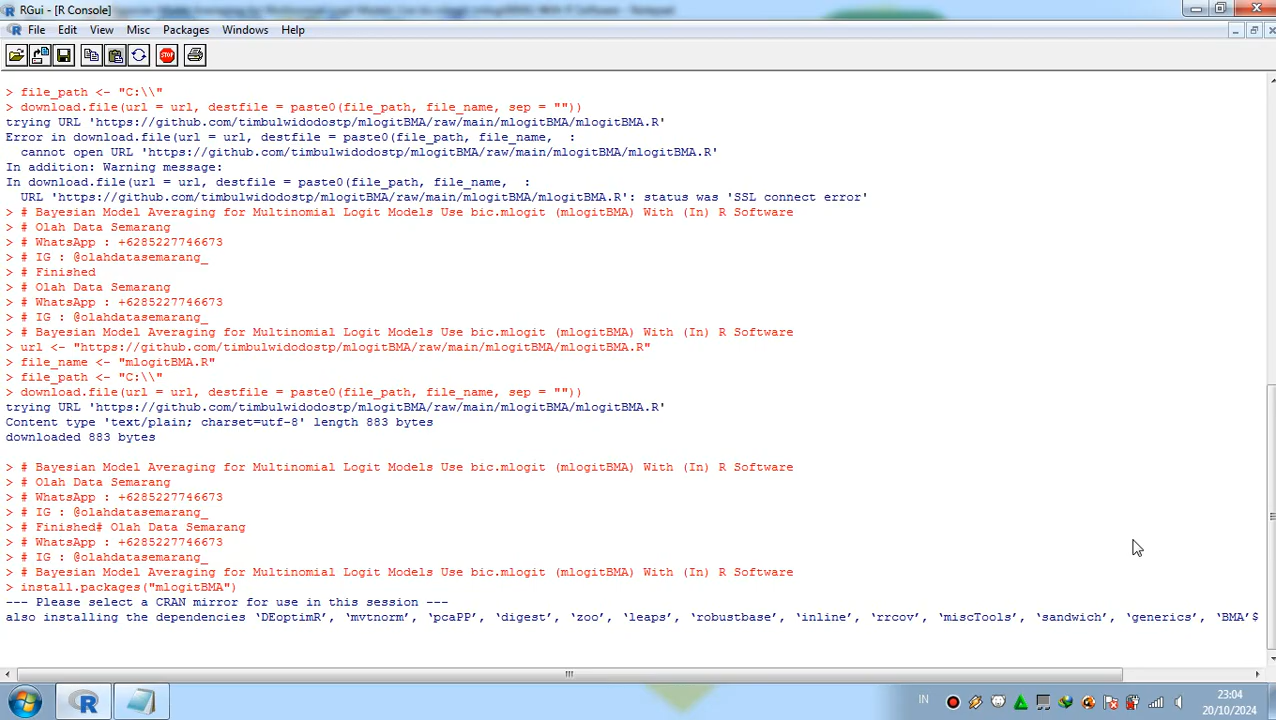 RGui - [R Console]
File Edit View Misc Packages Windows Help
STOP
> file_path <- "C:\\"
> download.file(url = url, destfile = paste0(file_path, file_name, sep = ""))
trying URL 'https://github.com/timbulwidodostp/mlogitBMA/raw/main/mlogitBMA/mlogitBMA.R'
Error in download.file(url = url, destfile = paste0(file_path, file_name,  :
  cannot open URL 'https://github.com/timbulwidodostp/mlogitBMA/raw/main/mlogitBMA/mlogitBMA.R'
In addition: Warning message:
In download.file(url = url, destfile = paste0(file_path, file_name,  :
  URL 'https://github.com/timbulwidodostp/mlogitBMA/raw/main/mlogitBMA/mlogitBMA.R': status was 'SSL connect error'
> # Bayesian Model Averaging for Multinomial Logit Models Use bic.mlogit (mlogitBMA) With (In) R Software
> # Olah Data Semarang
> # WhatsApp : +6285227746673
> # IG : @olahdatasemarang_
> # Finished
> # Olah Data Semarang
> # WhatsApp : +6285227746673
> # IG : @olahdatasemarang_
> # Bayesian Model Averaging for Multinomial Logit Models Use bic.mlogit (mlogitBMA) With (In) R Software
> url <- "https://github.com/timbulwidodostp/mlogitBMA/raw/main/mlogitBMA/mlogitBMA.R"
> file_name <- "mlogitBMA.R"
> file_path <- "C:\\"
> download.file(url = url, destfile = paste0(file_path, file_name, sep = ""))
trying URL 'https://github.com/timbulwidodostp/mlogitBMA/raw/main/mlogitBMA/mlogitBMA.R'
Content type 'text/plain; charset=utf-8' length 883 bytes
downloaded 883 bytes
> # Bayesian Model Averaging for Multinomial Logit Models Use bic.mlogit (mlogitBMA) With (In) R Software
> # Olah Data Semarang
> # WhatsApp : +6285227746673
> # IG : @olahdatasemarang_
> # Finished# Olah Data Semarang
> # WhatsApp : +6285227746673
> # IG : @olahdatasemarang_
> # Bayesian Model Averaging for Multinomial Logit Models Use bic.mlogit (mlogitBMA) With (In) R Software
> install.packages("mlogitBMA")
--- Please select a CRAN mirror for use in this session ---
also installing the dependencies ‘DEoptimR’, ‘mvtnorm’, ‘pcaPP’, ‘digest’, ‘zoo’, ‘leaps’, ‘robustbase’, ‘inline’, ‘rrcov’, ‘miscTools’, ‘sandwich’, ‘generics’, ‘BMA’$
IN
23:04
20/10/2024